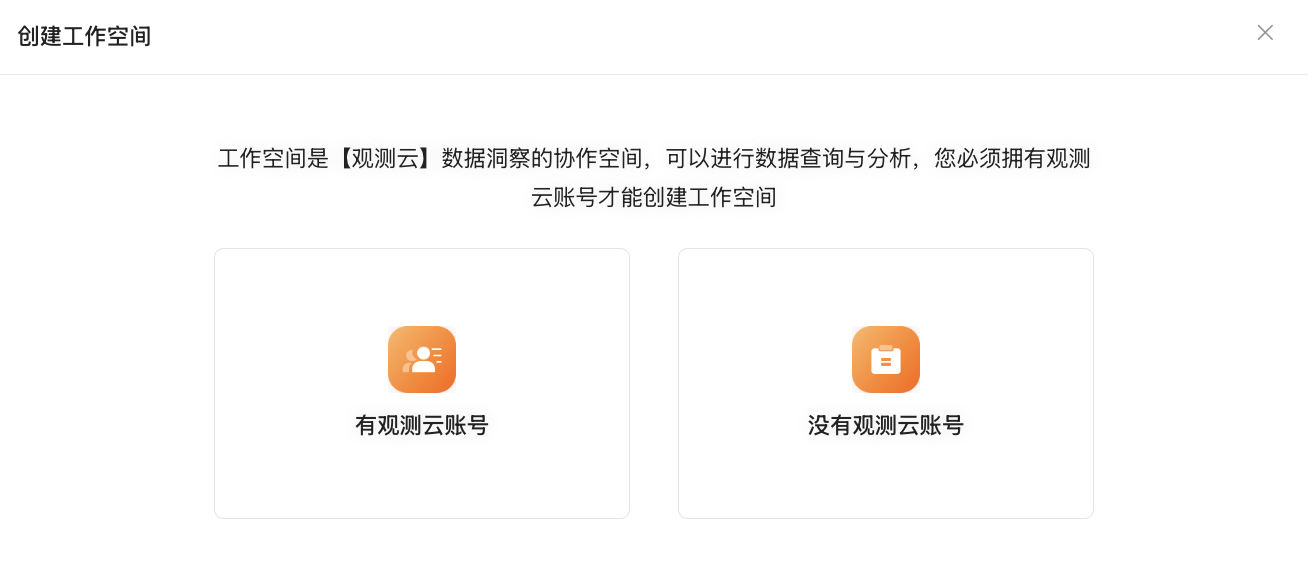 创建工作空间
工作空间是【观测云】数据洞察的协作空间，可以进行数据查询与分析，您必须拥有观测
云账号才能创建工作空间
有观测云账号
没有观测云账号